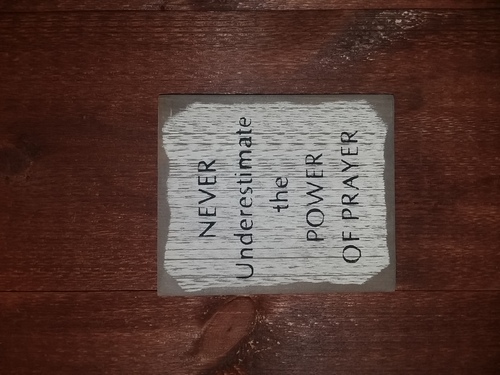 NEVER
Underestimate
the
POWER
OF PRAYER